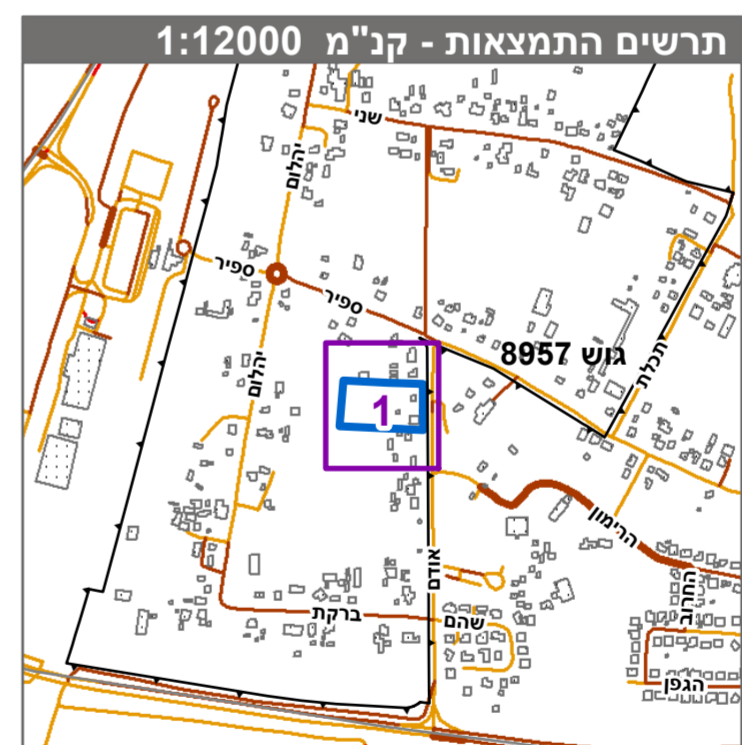 תרשים התמצאות - קנ"מ 1:12000
שני
יהלום
ספיר
ספיר
גוש 8957
תכלת
יהלום
1
הרימון
אודם
החרוב
ברקת
שהם
הגפן